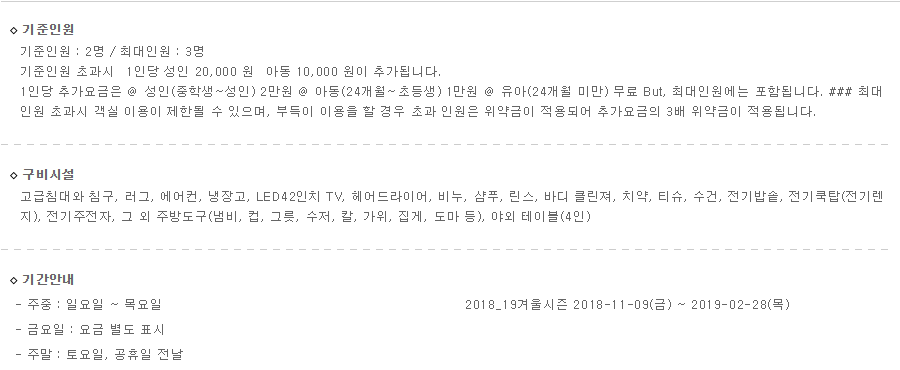 ◇ 기준인원
기준인원 : 2명 / 최대인원 : 3명
기준인원 초과시 1인당 성인 20,000 원 아동 10,000 원이 추가됩니다.
1인당 추가요금은 @ 성인(중학생~성인) 2만원 @ 아동(24개월~초등생) 1만원 @ 유아(24개월 미만) 무료 But, 최대인원에는 포함됩니다. ### 최대
인원 초과시 객실 이용이 제한될 수 있으며, 부득이 이용을 할 경우 초과 인원은 위약금이 적용되어 추가요금의 3배 위약금이 적용됩니다.
◇ 구비시설
고급침대와 침구, 러그, 에어컨, 냉장고, LED42인치 TV, 헤어드라이어, 비누, 샴푸, 린스, 바디 클린져, 치약, 티슈, 수건, 전기밥솥, 전기쿡탑(전기렌
지), 전기주전자, 그 외 주방도구(냄비, 컵, 그릇, 수저, 칼, 가위, 집게, 도마 등), 야외 테이블(4인)
◇ 기간안내
- 주중 : 일요일 ~ 목요일 2018_19겨울시즌 2018-11-09(금) ~ 2019-02-28(목)
- 금요일 : 요금 별도 표시
- 주말 : 토요일, 공휴일 전날